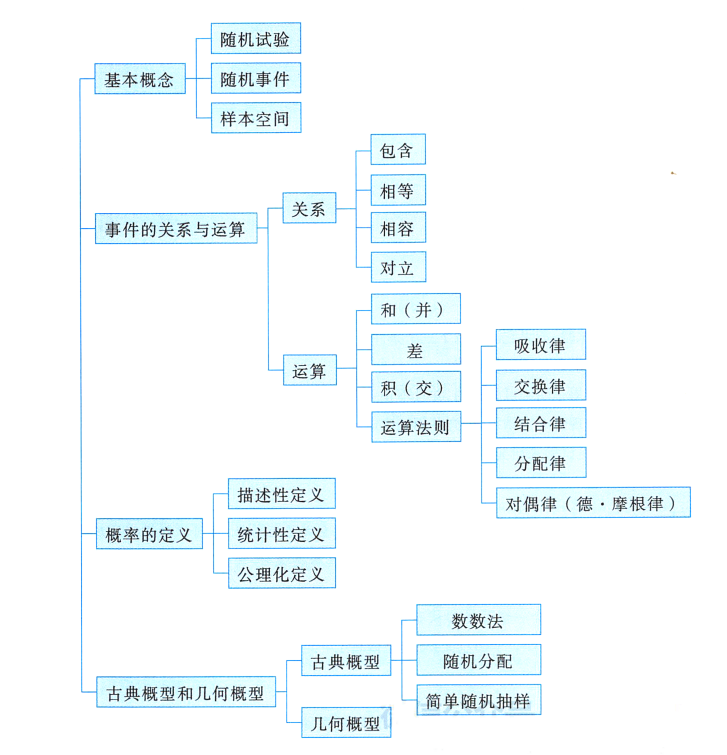 随机试验
基本概念
随机事件
样本空间
包含
相等
关系
相容
事件的关系与运算
对立
和（并）
差
吸收律
运算
积（交）
交换律
运算法则
结合律
分配律
对偶律（德·摩根律）
描述性定义
概率的定义
统计性定义
公理化定义
数数法
古典概型
随机分配
古典概型和几何概型
简单随机抽样
几何概型